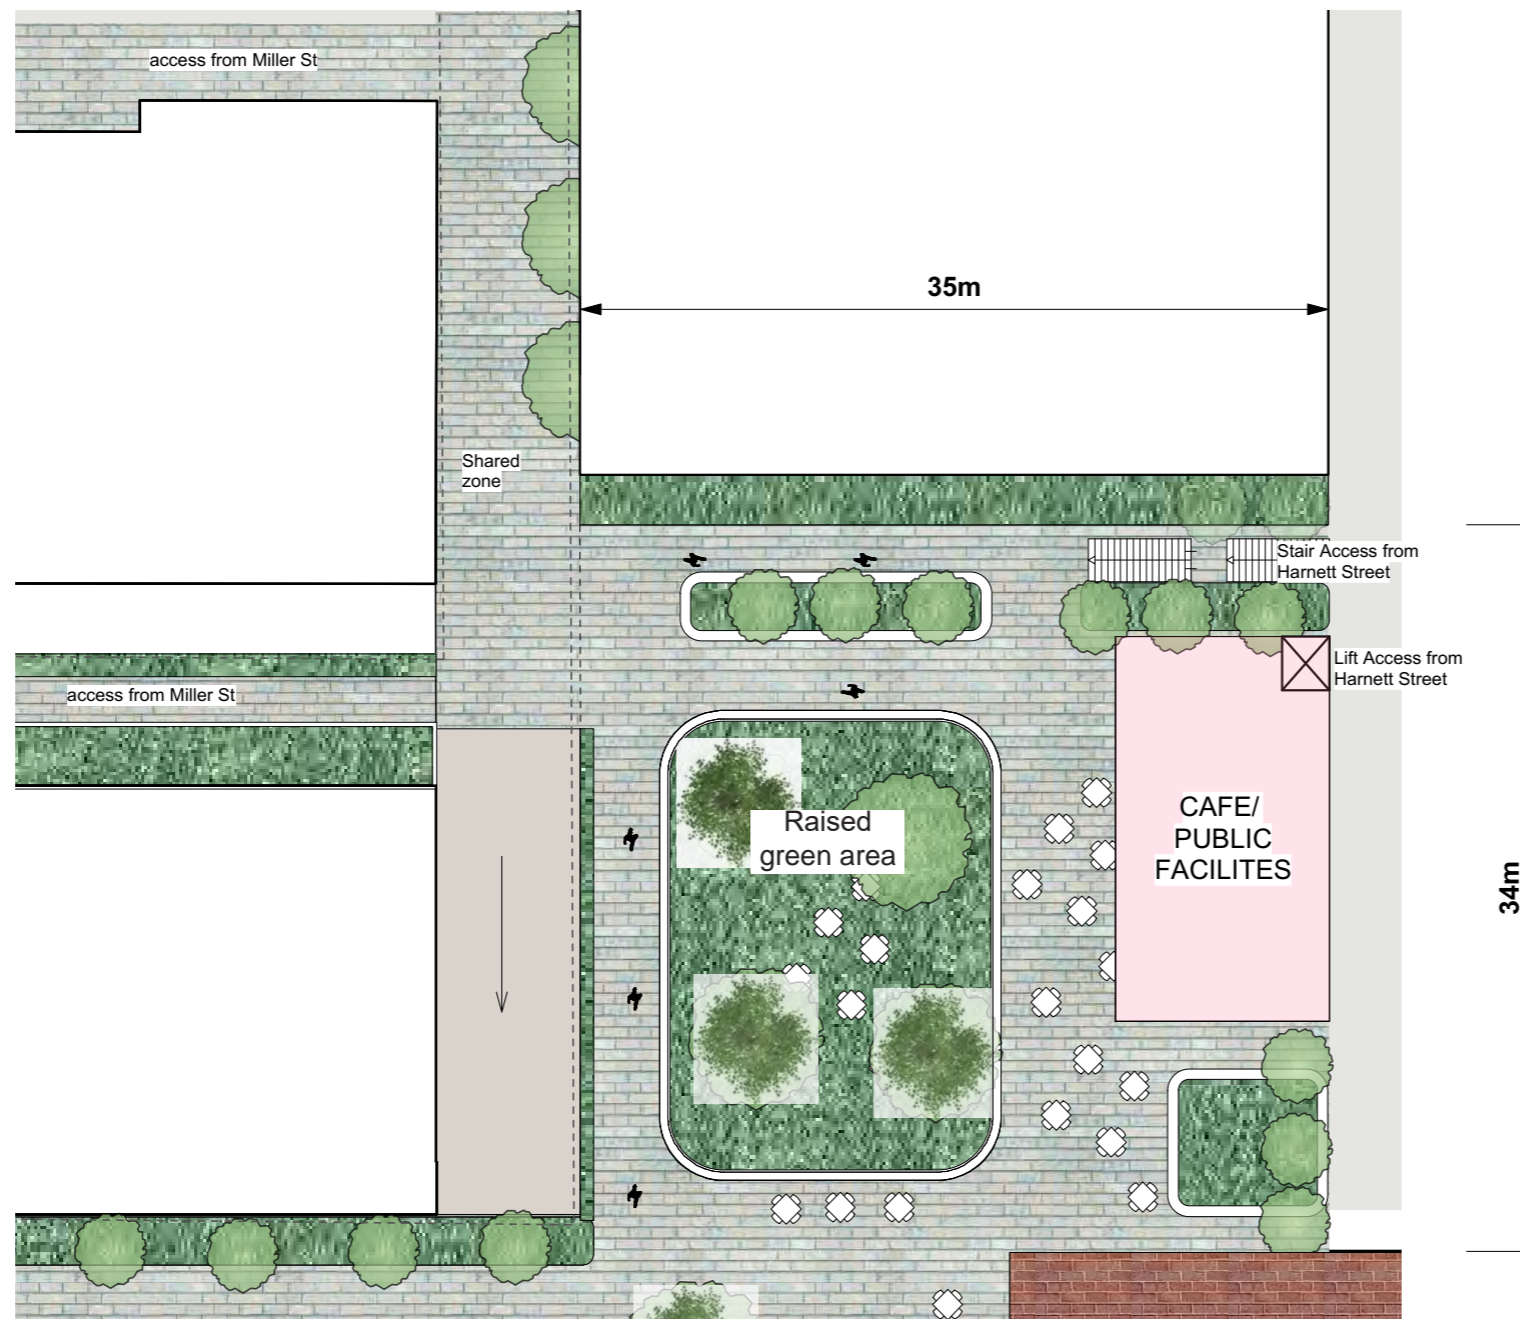 access from Miller St
35m
Shared
zone
Stair Access from
Harnett Street
Lift Access from
Harnett Street
access from Miller St
CAFE/
PUBLIC
FACILITES
Raised
green area
34m